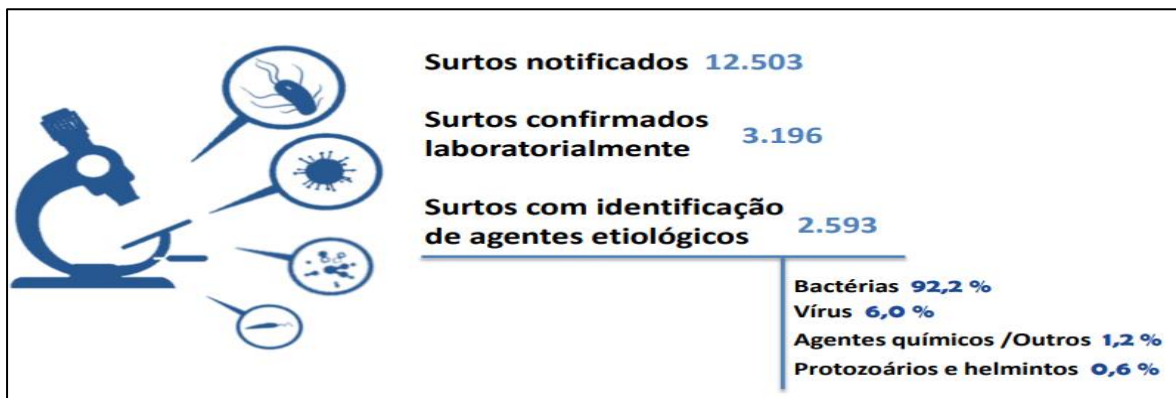 Surtos notificados 12.503
Surtos confirmados
laboratorialmente 3.196
Surtos com identificação
de agentes etiológicos 2.593
Bactérias 92,2 %
Vírus 6,0 %
Agentes químicos /Outros 1,2 %
Protozoários e helmintos 0,6 %